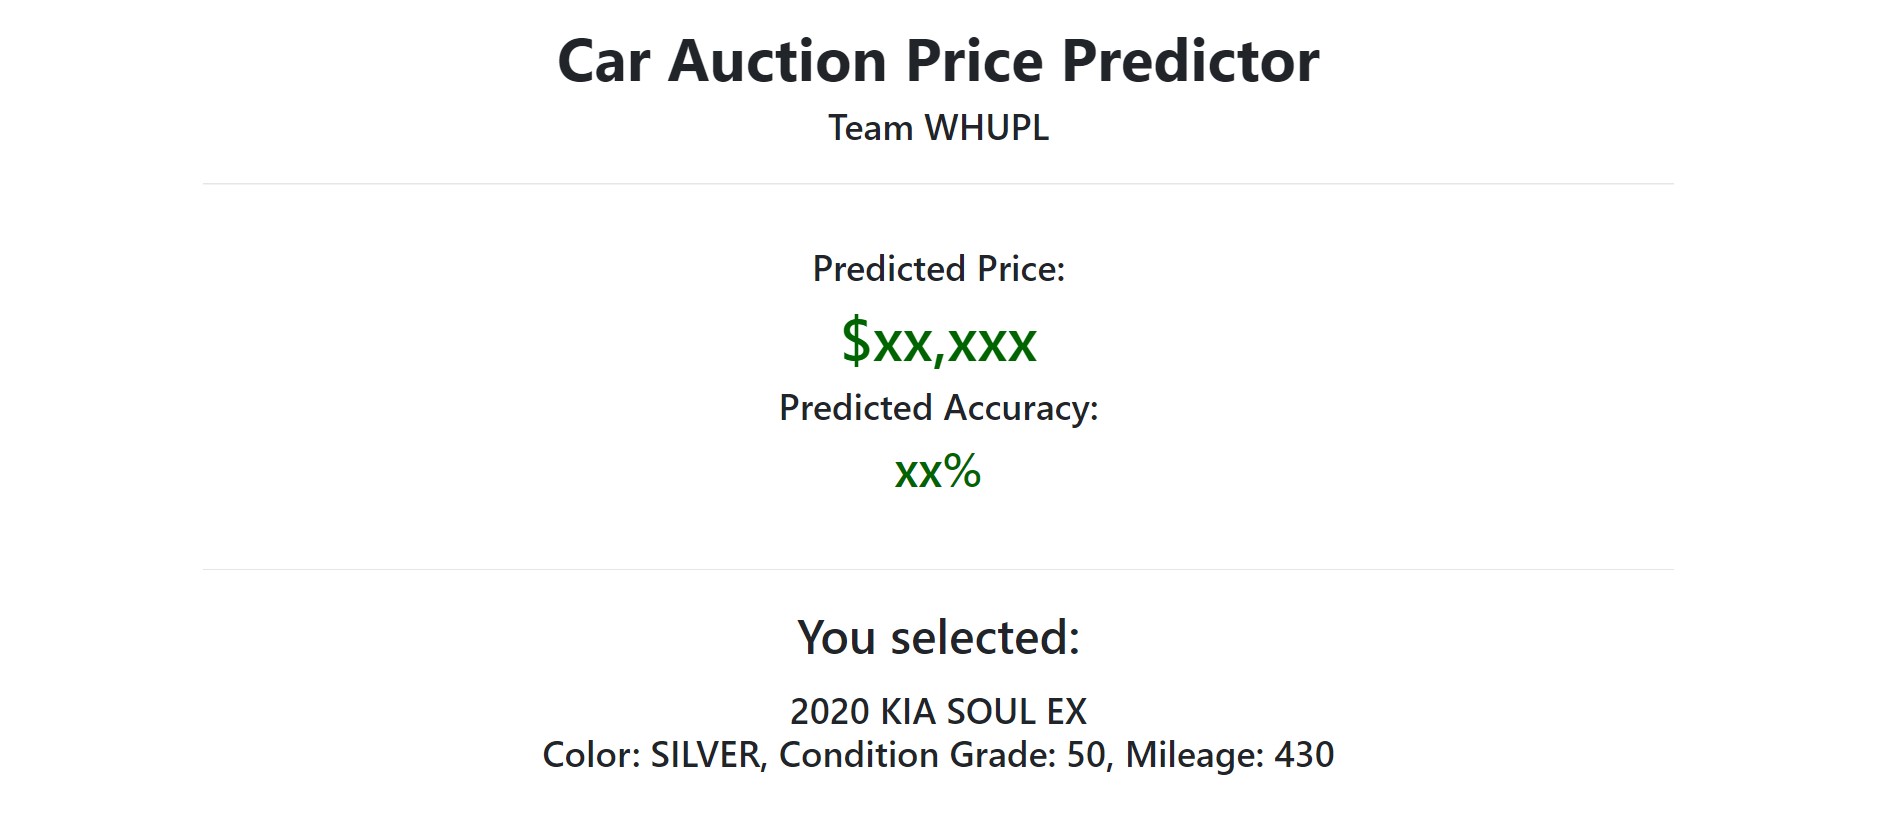 Car Auction Price Predictor
Team WHUPL
Predicted Price:
$xx,xxx
Predicted Accuracy:
xx%
You selected:
2020 KIA SOUL EX
Color: SILVER, Condition Grade: 50, Mileage: 430